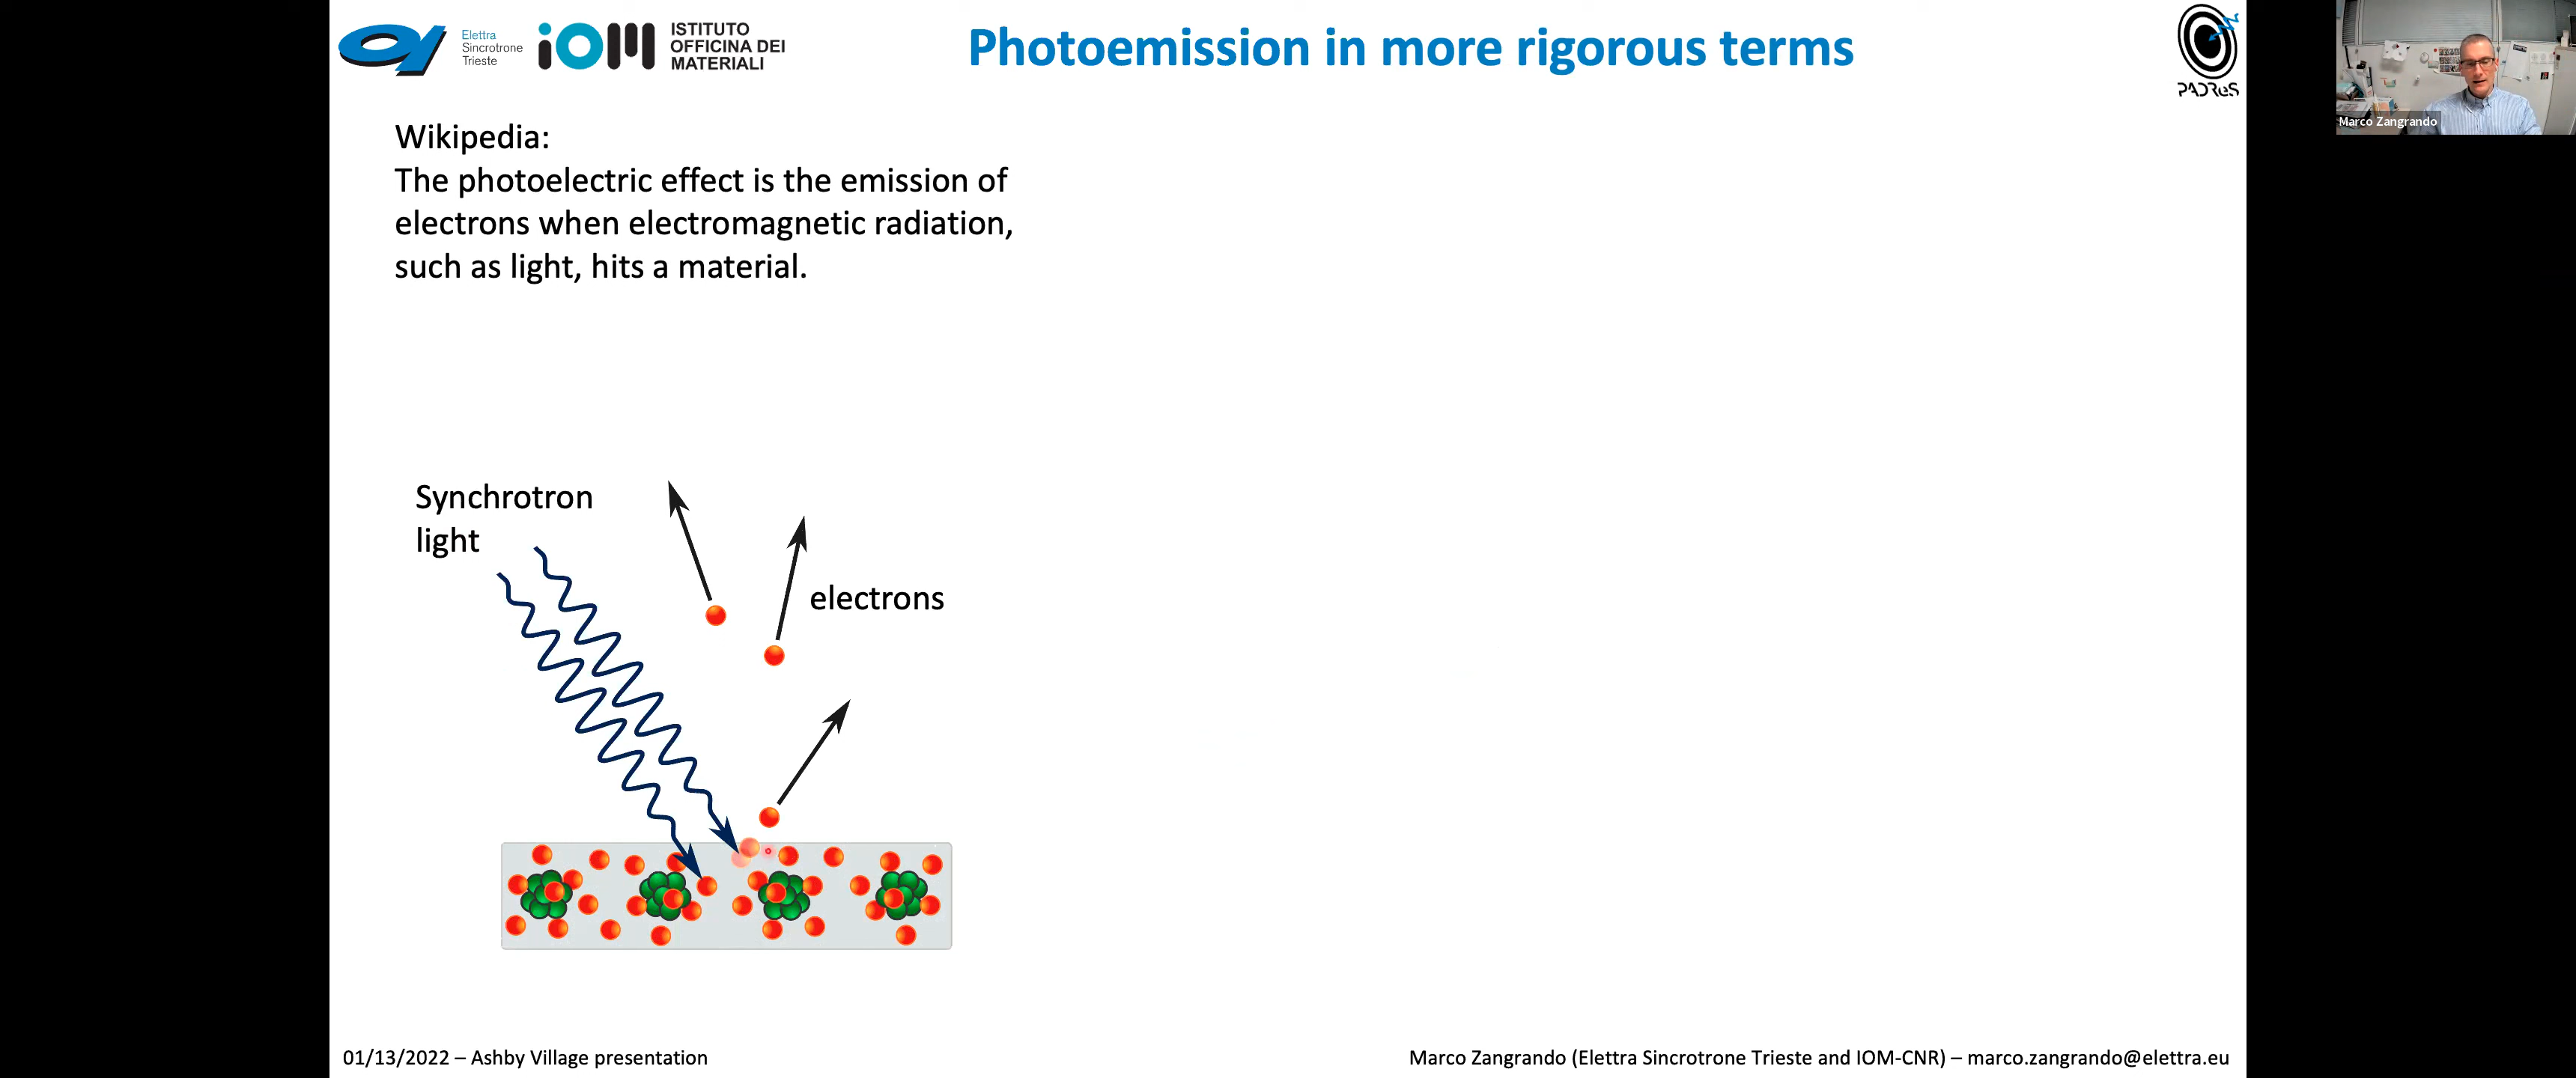 Elettra
Sincrotrone
Trieste
iOM
ISTITUTO
OFFICINA DEI
MATERIALI
Photoemission in more rigorous terms
PADReS
Marco Zangrando
Wikipedia:
The photoelectric effect is the emission of
electrons when electromagnetic radiation,
such as light, hits a material.
Synchrotron
light
electrons
01/13/2022 – Ashby Village presentation
Marco Zangrando (Elettra Sincrotrone Trieste and IOM-CNR) – marco.zangrando@elettra.eu